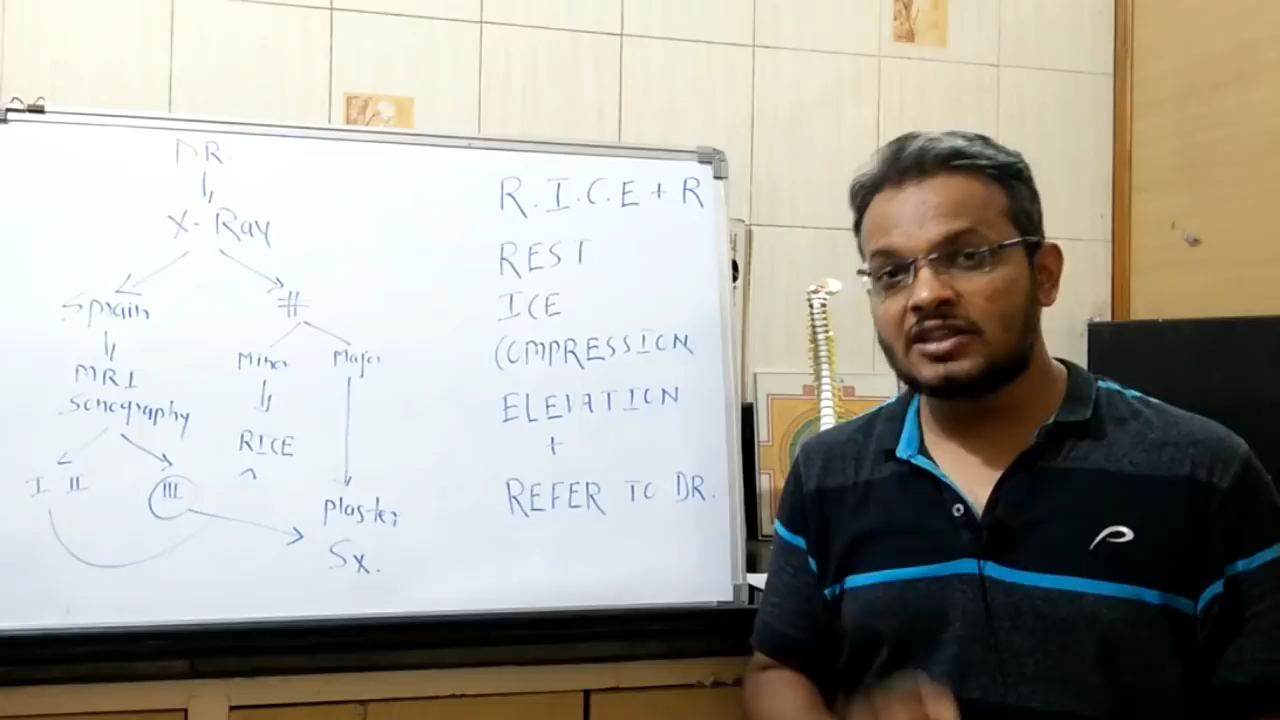 DR.
X-Ray
Sprain #
Minor Major
MRI
Sonography
RICE
I II III
plaster
Sx.
R.I.C.E + R
REST
ICE
COMPRESSION
ELEVATION
+
REFER TO DR.